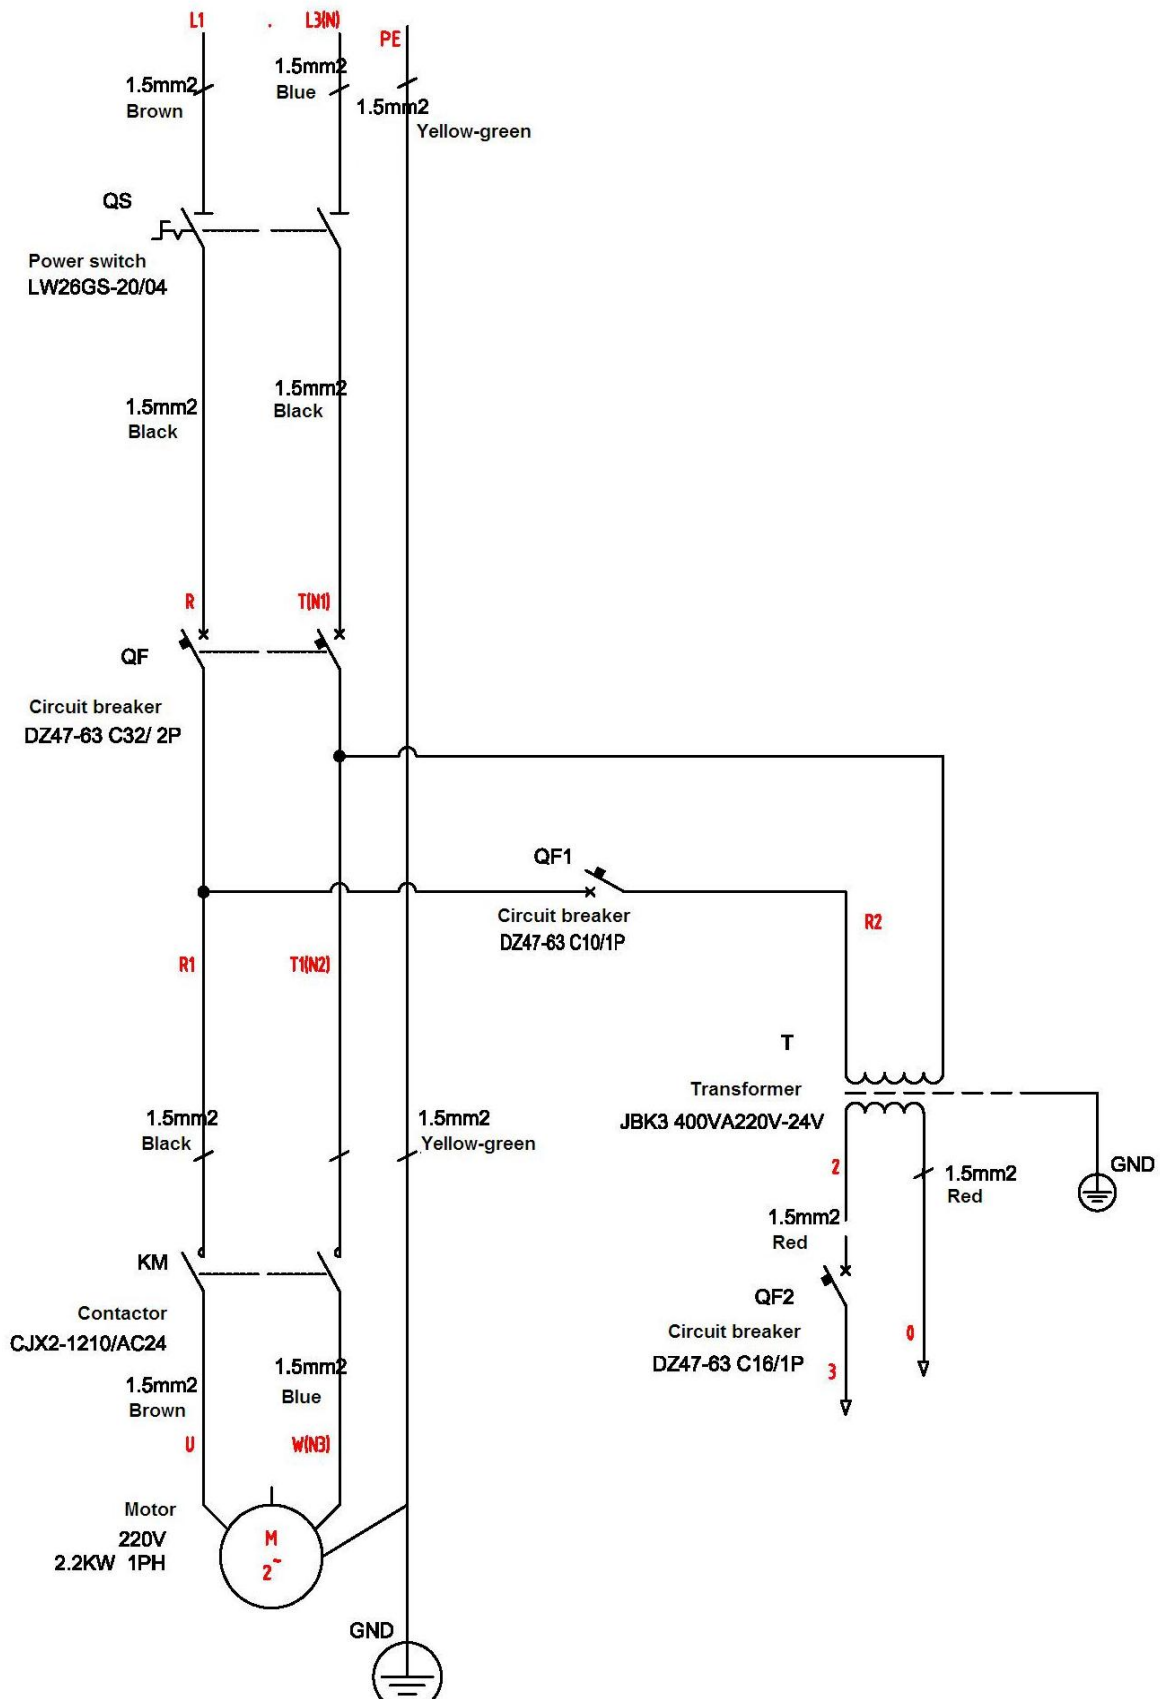 L1
L3(N)
PE
1.5mm2
Brown
1.5mm2
Blue
1.5mm2
Yellow-green
QS
Power switch
LW26GS-20/04
1.5mm2
Black
1.5mm2
Black
R
T(N1)
QF
Circuit breaker
DZ47-63 C32/ 2P
QF1
Circuit breaker
DZ47-63 C10/1P
R2
R1
T1(N2)
T
Transformer
JBK3 400VA220V-24V
1.5mm2
Black
1.5mm2
Yellow-green
2
1.5mm2
Red
GND
1.5mm2
Red
KM
Contactor
CJX2-1210/AC24
QF2
Circuit breaker
DZ47-63 C16/1P
0
3
1.5mm2
Brown
1.5mm2
Blue
U
W(N3)
Motor
220V
2.2KW 1PH
M
2~
GND